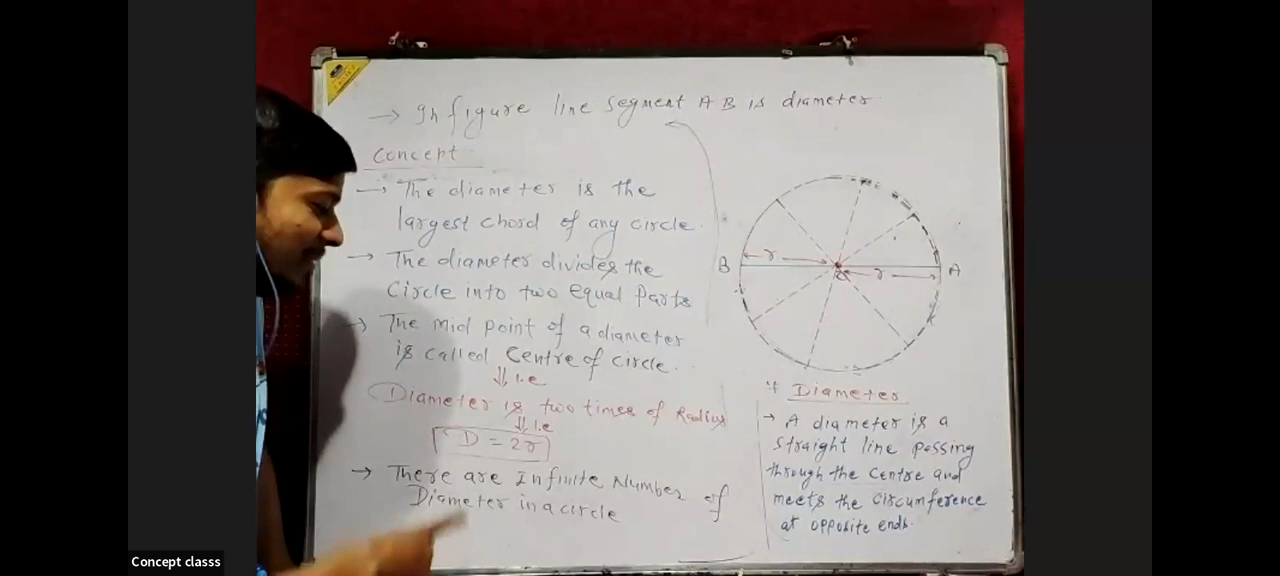 → In figure line segment AB is diameter.
Concept
→ The diameter is the
largest chord of any circle.
→ The diameter divides the
Circle into two equal Parts
→ The mid point of a diameter
is called Centre of circle.
⇓ i.e
Diameter is two times of Radius
⇓ i.e
D = 2r
→ There are Infinite Number of
Diameter in a circle
B
r
r
A
* Diameter
→ A diameter is a
straight line passing
through the centre and
meets the circumference
at opposite ends.
Concept classs